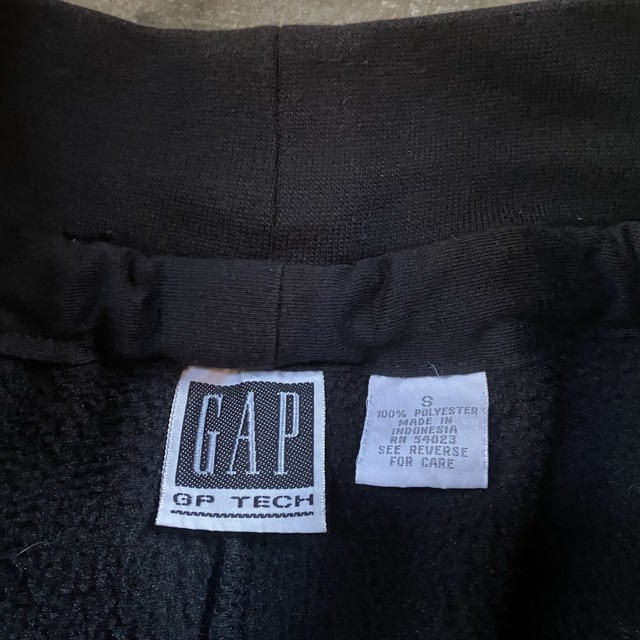 GAP
GP TECH
S
100% POLYESTER
MADE IN
INDONESIA
RN 54023
SEE REVERSE
FOR CARE